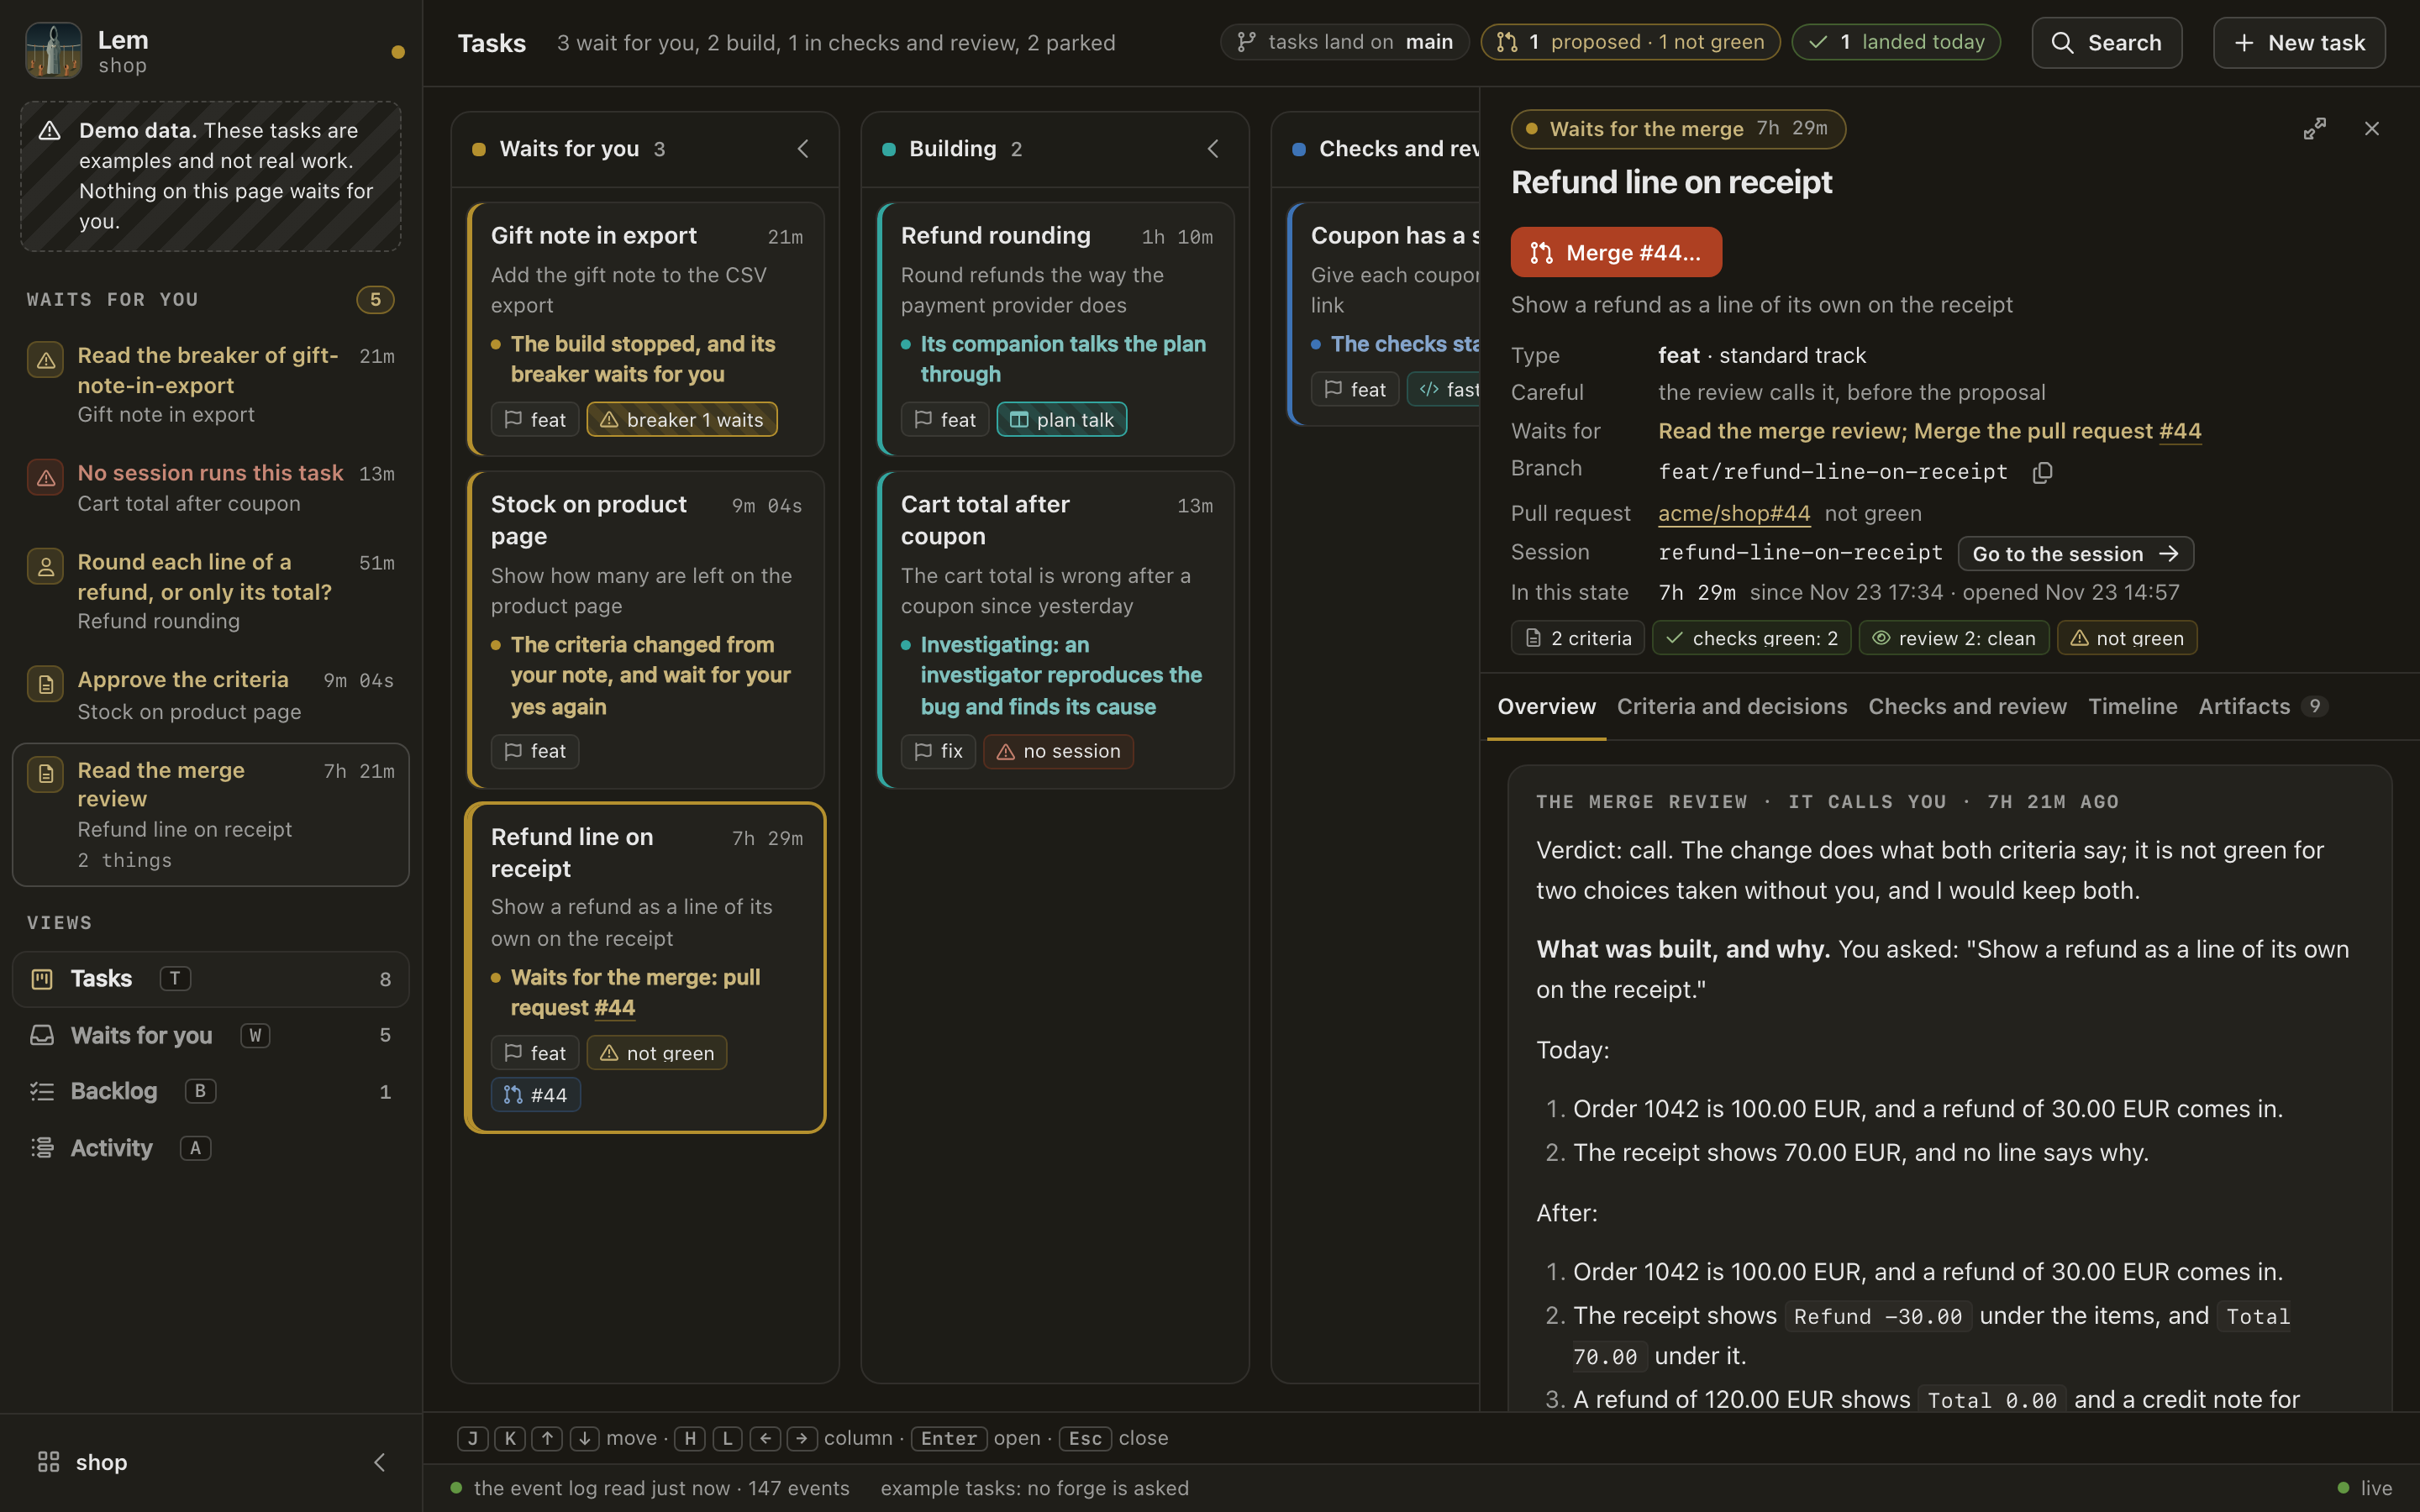 Lem
shop
Demo data. These tasks are
examples and not real work.
Nothing on this page waits for
you.
WAITS FOR YOU 5
Read the breaker of gift-
note-in-export 21m
Gift note in export
No session runs this task 13m
Cart total after coupon
Round each line of a
refund, or only its total? 51m
Refund rounding
Approve the criteria 9m 04s
Stock on product page
Read the merge
review 7h 21m
Refund line on receipt
2 things
VIEWS
Tasks T 8
Waits for you W 5
Backlog B 1
Activity A
shop
Tasks 3 wait for you, 2 build, 1 in checks and review, 2 parked
tasks land on main
1 proposed · 1 not green
1 landed today
Search
New task
Waits for you 3
Gift note in export 21m
Add the gift note to the CSV
export
The build stopped, and its
breaker waits for you
feat breaker 1 waits
Stock on product
page 9m 04s
Show how many are left on the
product page
The criteria changed from
your note, and wait for your
yes again
feat
Refund line on
receipt 7h 29m
Show a refund as a line of its
own on the receipt
Waits for the merge: pull
request #44
feat not green
#44
Building 2
Refund rounding 1h 10m
Round refunds the way the
payment provider does
Its companion talks the plan
through
feat plan talk
Cart total after
coupon 13m
The cart total is wrong after a
coupon since yesterday
Investigating: an
investigator reproduces the
bug and finds its cause
fix no session
Checks and rev
Coupon has a s
Give each coupon
link
The checks sta
feat fast
Waits for the merge 7h 29m
Refund line on receipt
Merge #44...
Show a refund as a line of its own on the receipt
Type feat · standard track
Careful the review calls it, before the proposal
Waits for Read the merge review; Merge the pull request #44
Branch feat/refund-line-on-receipt
Pull request acme/shop#44 not green
Session refund-line-on-receipt Go to the session →
In this state 7h 29m since Nov 23 17:34 · opened Nov 23 14:57
2 criteria checks green: 2 review 2: clean not green
Overview Criteria and decisions Checks and review Timeline Artifacts 9
THE MERGE REVIEW · IT CALLS YOU · 7H 21M AGO
Verdict: call. The change does what both criteria say; it is not green for
two choices taken without you, and I would keep both.
What was built, and why. You asked: "Show a refund as a line of its own
on the receipt."
Today:
1. Order 1042 is 100.00 EUR, and a refund of 30.00 EUR comes in.
2. The receipt shows 70.00 EUR, and no line says why.
After:
1. Order 1042 is 100.00 EUR, and a refund of 30.00 EUR comes in.
2. The receipt shows Refund −30.00 under the items, and Total
70.00 under it.
3. A refund of 120.00 EUR shows Total 0.00 and a credit note for
J K ↑ ↓ move · H L ← → column · Enter open · Esc close
the event log read just now · 147 events example tasks: no forge is asked
live